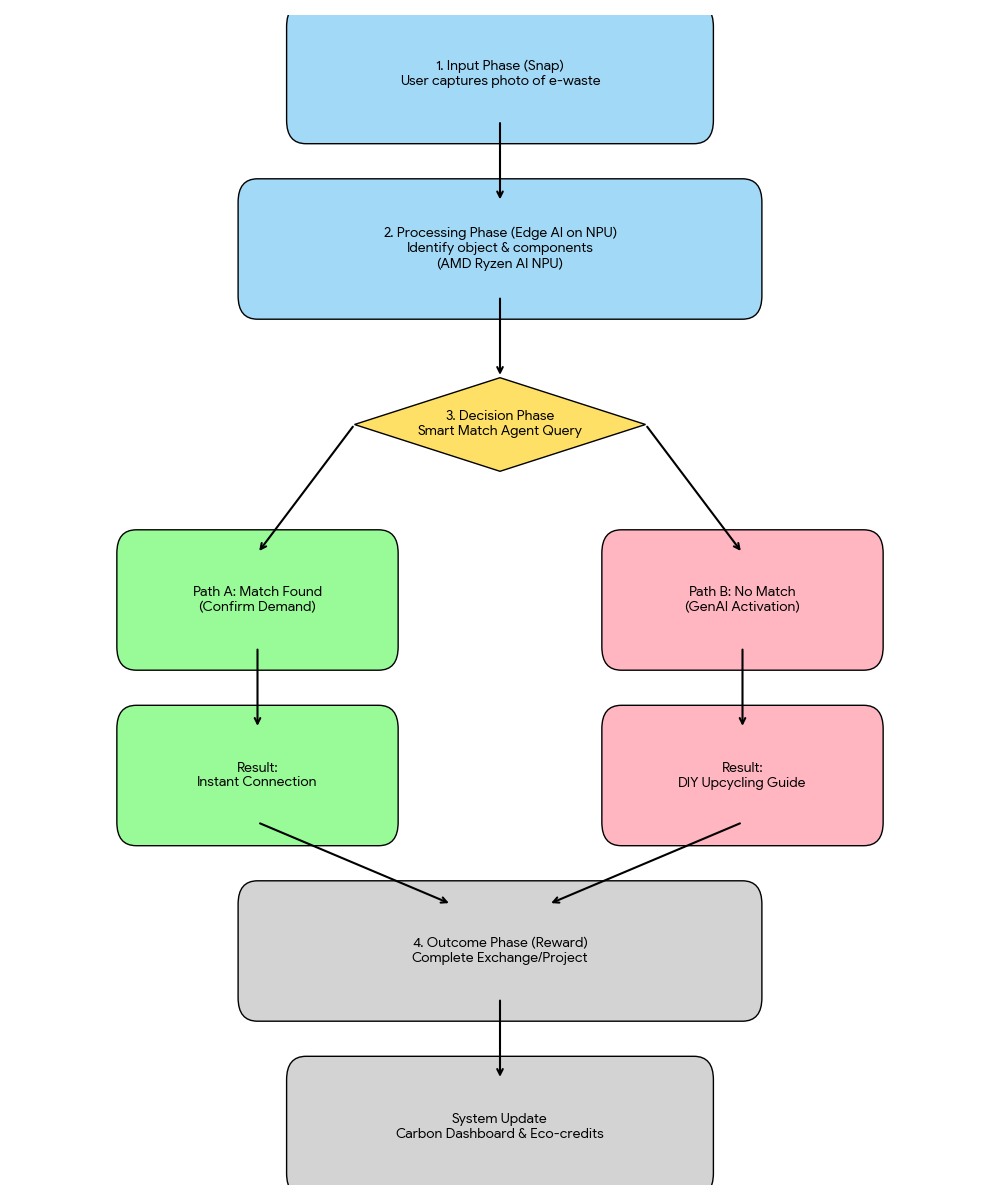 1. Input Phase (Snap)
User captures photo of e-waste
2. Processing Phase (Edge AI on NPU)
Identify object & components
(AMD Ryzen AI NPU)
3. Decision Phase
Smart Match Agent Query
Path A: Match Found
(Confirm Demand)
Path B: No Match
(GenAI Activation)
Result:
Instant Connection
Result:
DIY Upcycling Guide
4. Outcome Phase (Reward)
Complete Exchange/Project
System Update
Carbon Dashboard & Eco-credits